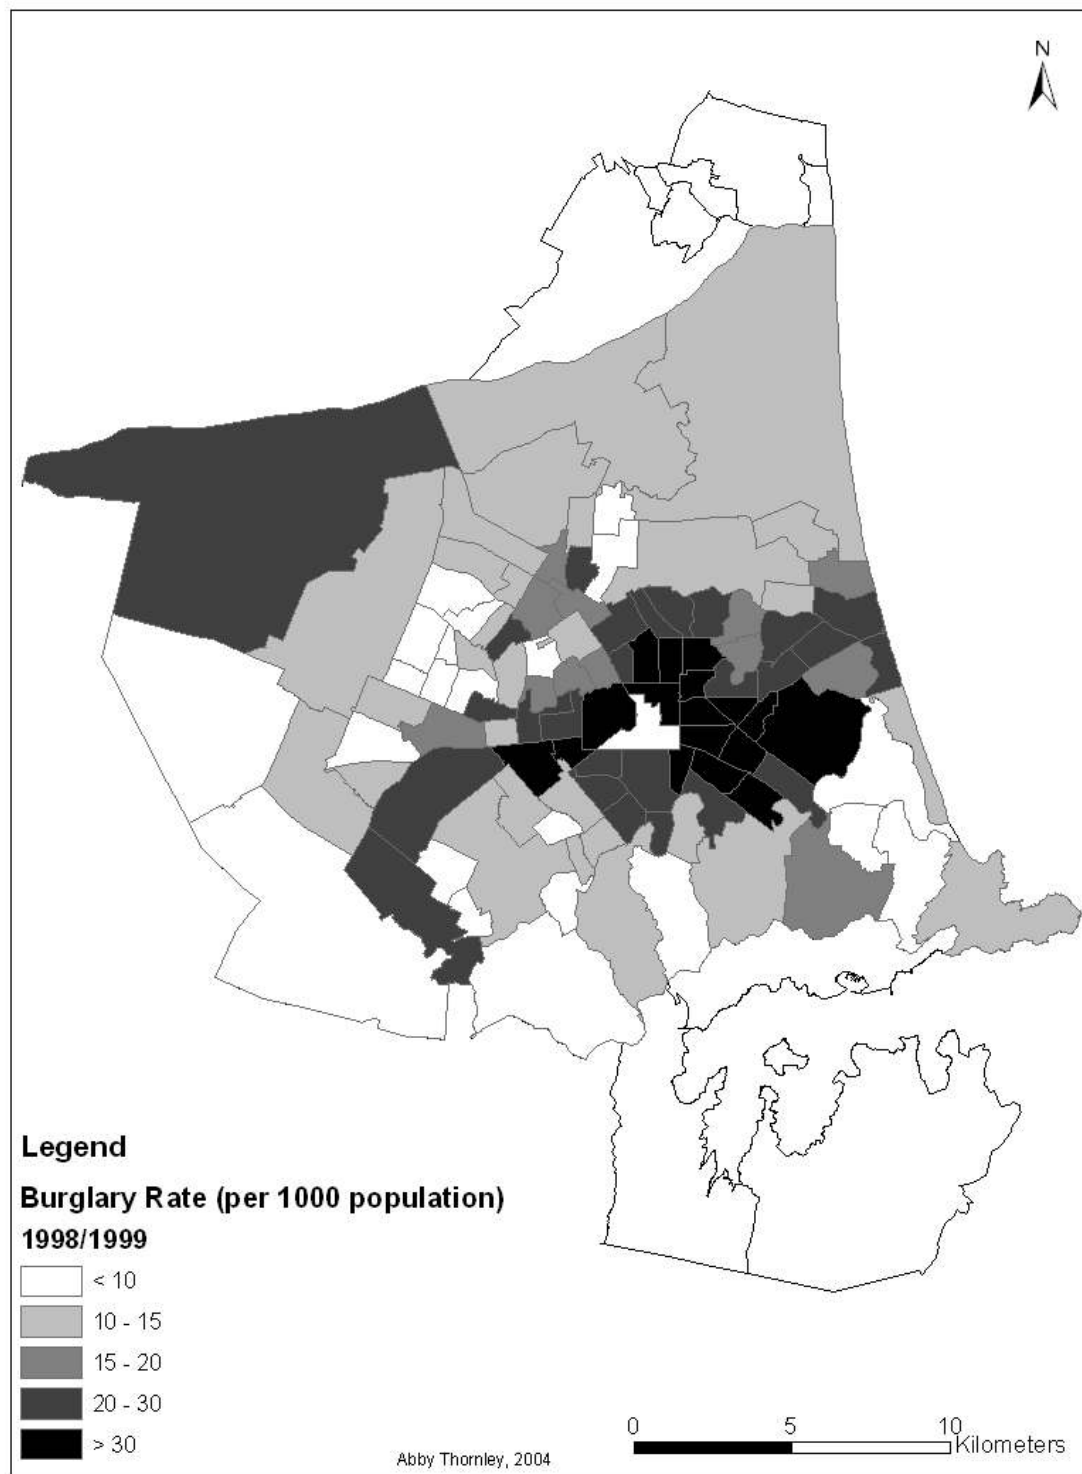 N
Legend
Burglary Rate (per 1000 population)
1998/1999
< 10
10 - 15
15 - 20
20 - 30
> 30
0 5 10
Kilometers
Abby Thornley, 2004